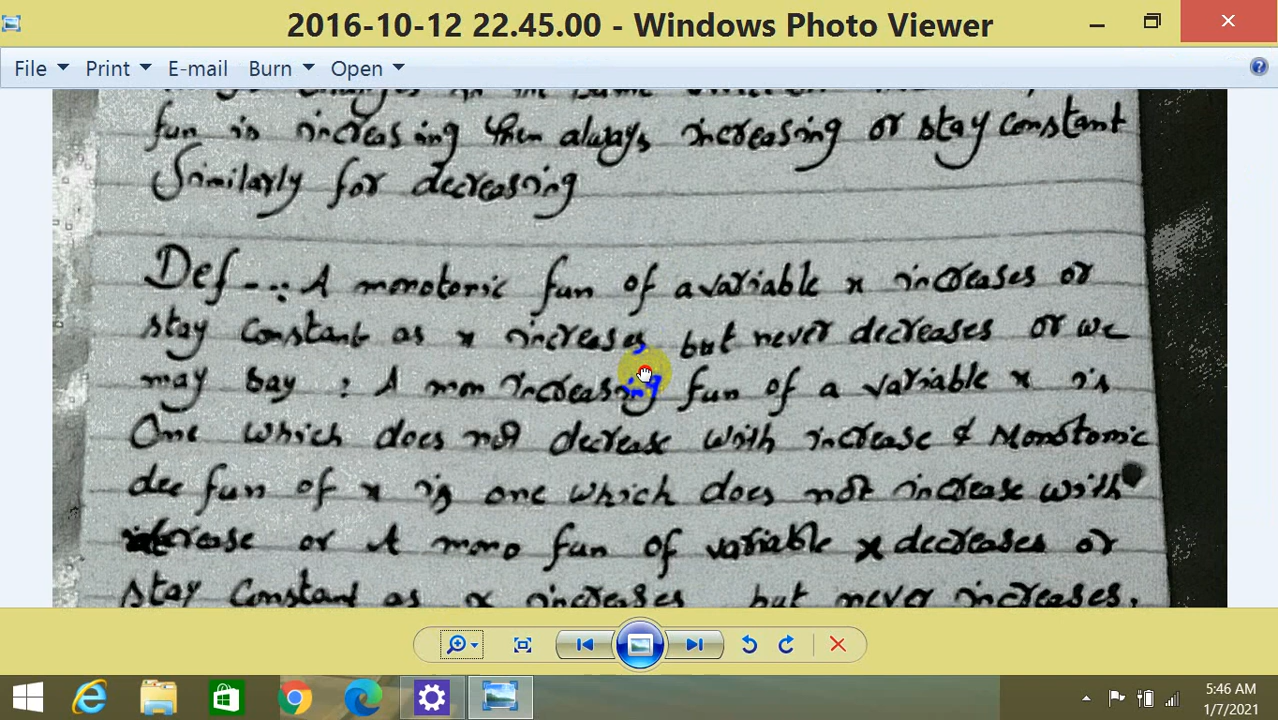 2016-10-12 22.45.00 - Windows Photo Viewer
File Print E-mail Burn Open
fun is increasing then always increasing or stay constant
Similarly for decreasing
Def --: A monotonic fun of a variable x increases or
stay constant as x increases but never decreases or we
may say : A mon increasing fun of a variable x is
One which does not decrease with increase & Monotomic
dec fun of x is one which does not increase with
or A mono fun of variable x decreases or
stay constant as x increases but never increases.
5:46 AM
1/7/2021